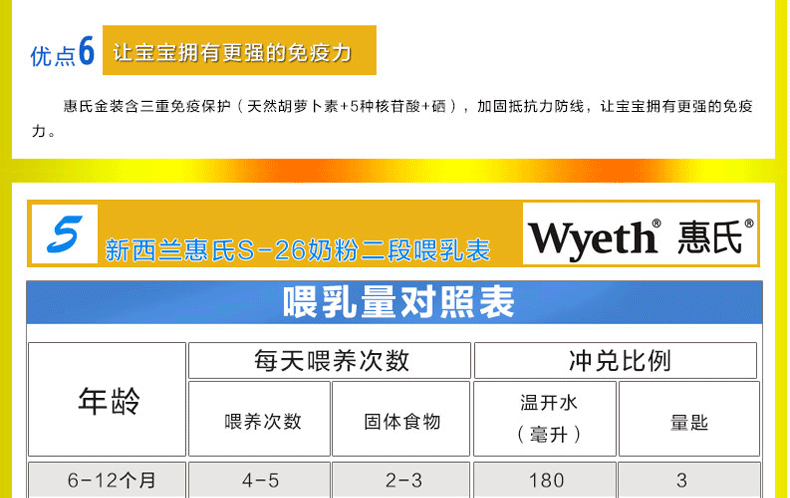 优点6 让宝宝拥有更强的免疫力
惠氏金装含三重免疫保护（天然胡萝卜素+5种核苷酸+硒），加固抵抗力防线，让宝宝拥有更强的免疫
力。
5 新西兰惠氏S-26奶粉二段喂乳表 Wyeth® 惠氏®
喂乳量对照表
年龄 每天喂养次数 冲兑比例
喂养次数 固体食物 温开水
（毫升） 量匙
6-12个月 4-5 2-3 180 3